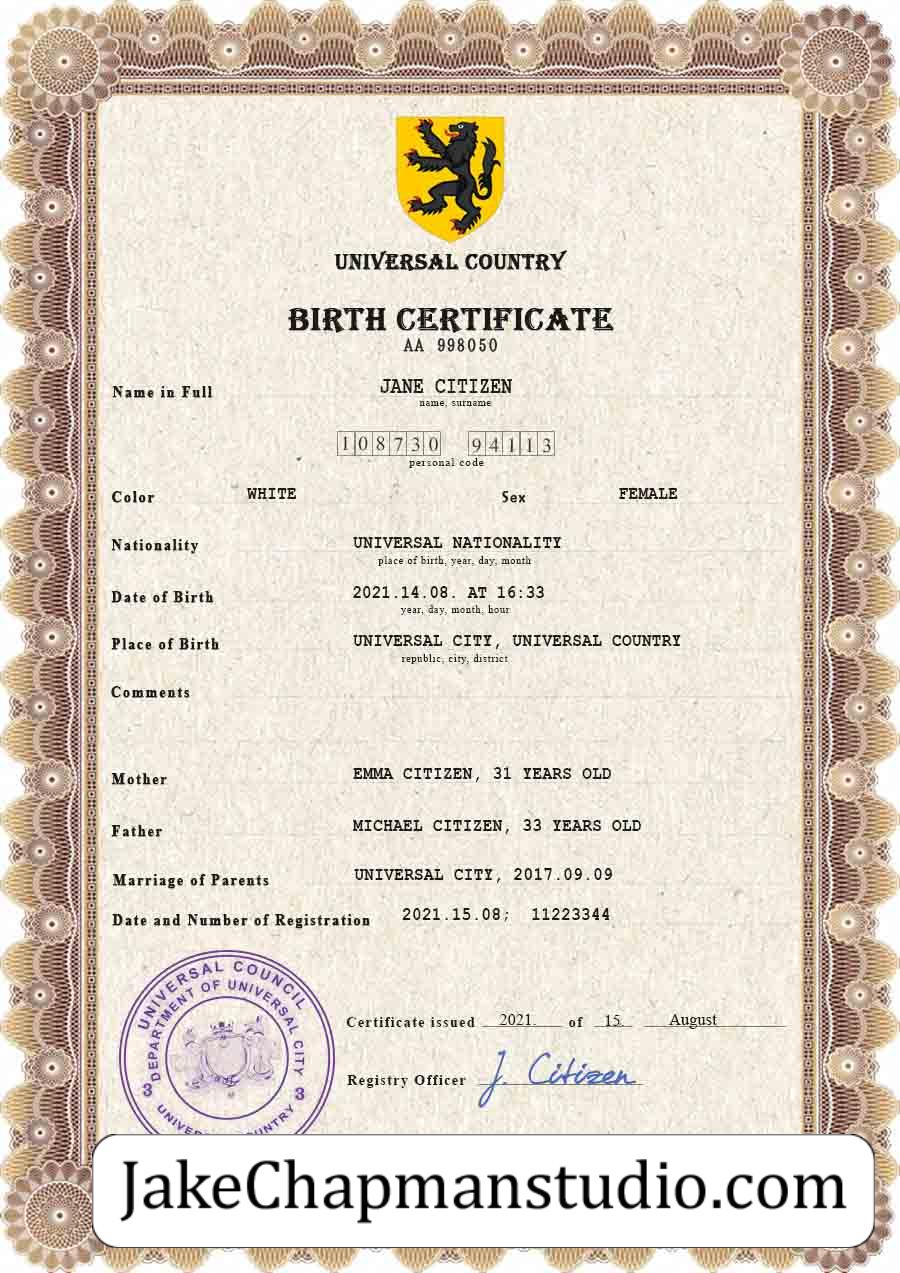 UNIVERSAL COUNTRY
BIRTH CERTIFICATE
AA 998050
Name in Full JANE CITIZEN
name, surname
108730 94113
personal code
Color WHITE Sex FEMALE
Nationality UNIVERSAL NATIONALITY
place of birth, year, day, month
Date of Birth 2021.14.08. AT 16:33
year, day, month, hour
Place of Birth UNIVERSAL CITY, UNIVERSAL COUNTRY
republic, city, district
Comments
Mother EMMA CITIZEN, 31 YEARS OLD
Father MICHAEL CITIZEN, 33 YEARS OLD
Marriage of Parents UNIVERSAL CITY, 2017.09.09
Date and Number of Registration 2021.15.08; 11223344
UNIVERSAL COUNCIL
DEPARTMENT OF UNIVERSAL CITY
3 3
Certificate issued 2021. of 15. August
Registry Officer J. Citizen
JakeChapmanstudio.com